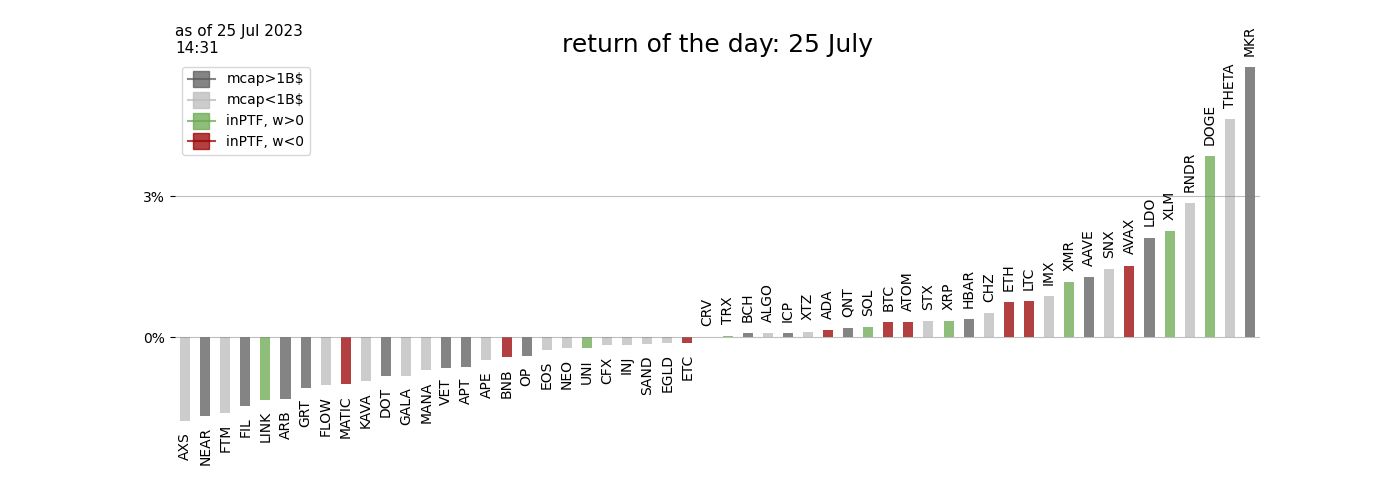 as of 25 Jul 2023
14:31
return of the day: 25 July
mcap>1B$
mcap<1B$
inPTF, w>0
inPTF, w<0
3%
0%
AXS
NEAR
FTM
FIL
LINK
ARB
GRT
FLOW
MATIC
KAVA
DOT
GALA
MANA
VET
APT
APE
BNB
OP
EOS
NEO
UNI
CFX
INJ
SAND
EGLD
ETC
CRV
TRX
BCH
ALGO
ICP
XTZ
ADA
QNT
SOL
BTC
ATOM
STX
XRP
HBAR
CHZ
ETH
LTC
IMX
XMR
AAVE
SNX
AVAX
LDO
XLM
RNDR
DOGE
THETA
MKR